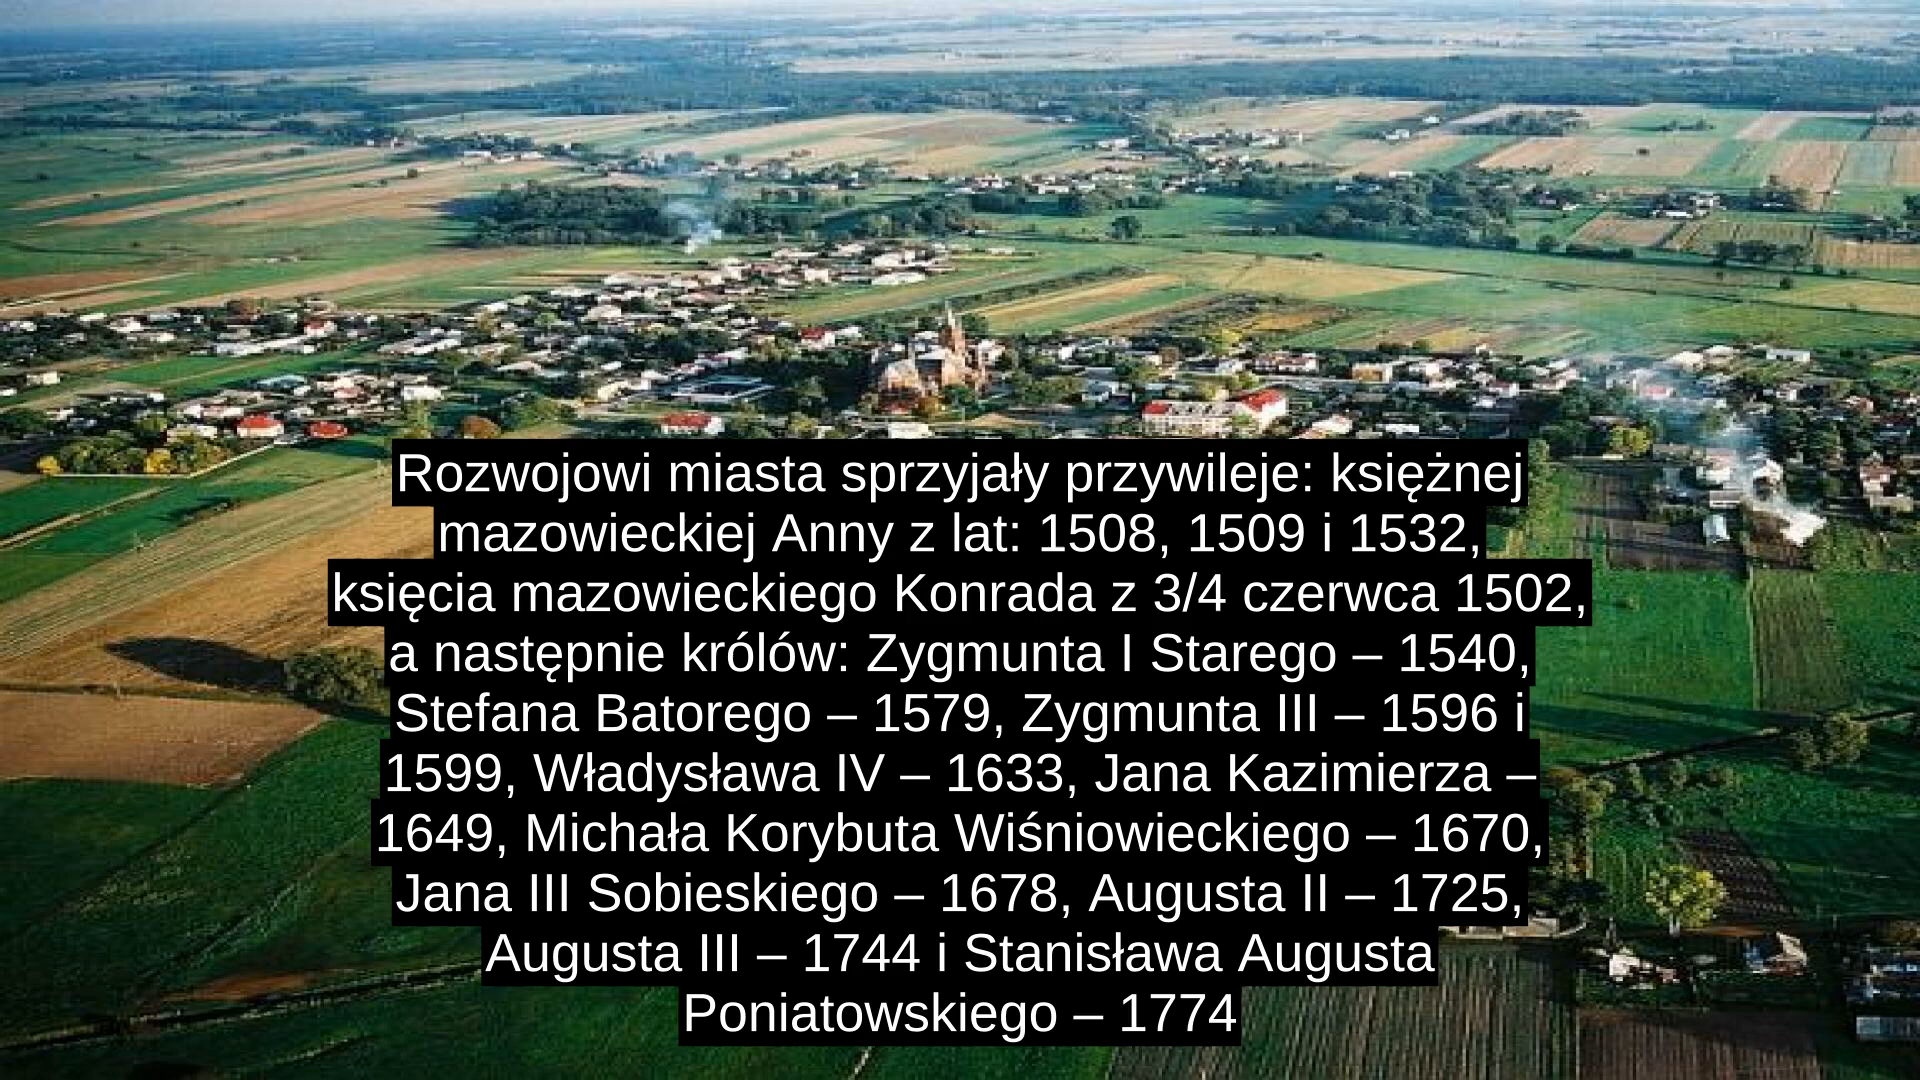 Rozwojowi miasta sprzyjały przywileje: księżnej
mazowieckiej Anny z lat: 1508, 1509 i 1532,
księcia mazowieckiego Konrada z 3/4 czerwca 1502,
a następnie królów: Zygmunta I Starego – 1540,
Stefana Batorego – 1579, Zygmunta III – 1596 i
1599, Władysława IV – 1633, Jana Kazimierza –
1649, Michała Korybuta Wiśniowieckiego – 1670,
Jana III Sobieskiego – 1678, Augusta II – 1725,
Augusta III – 1744 i Stanisława Augusta
Poniatowskiego – 1774